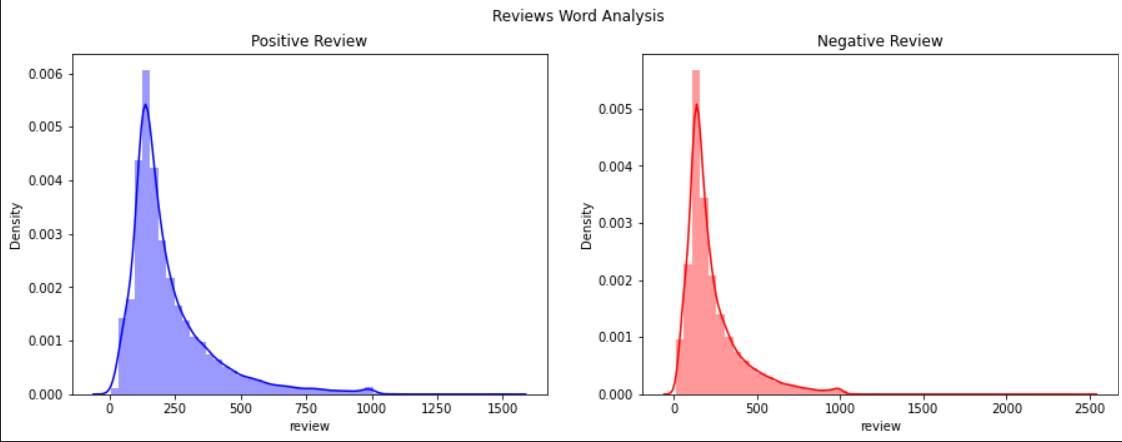 Reviews Word Analysis
Positive Review
0.006
0.005
0.004
0.003
0.002
0.001
0.000
Density
0 250 500 750 1000 1250 1500
review
Negative Review
0.005
0.004
0.003
0.002
0.001
0.000
Density
0 500 1000 1500 2000 2500
review